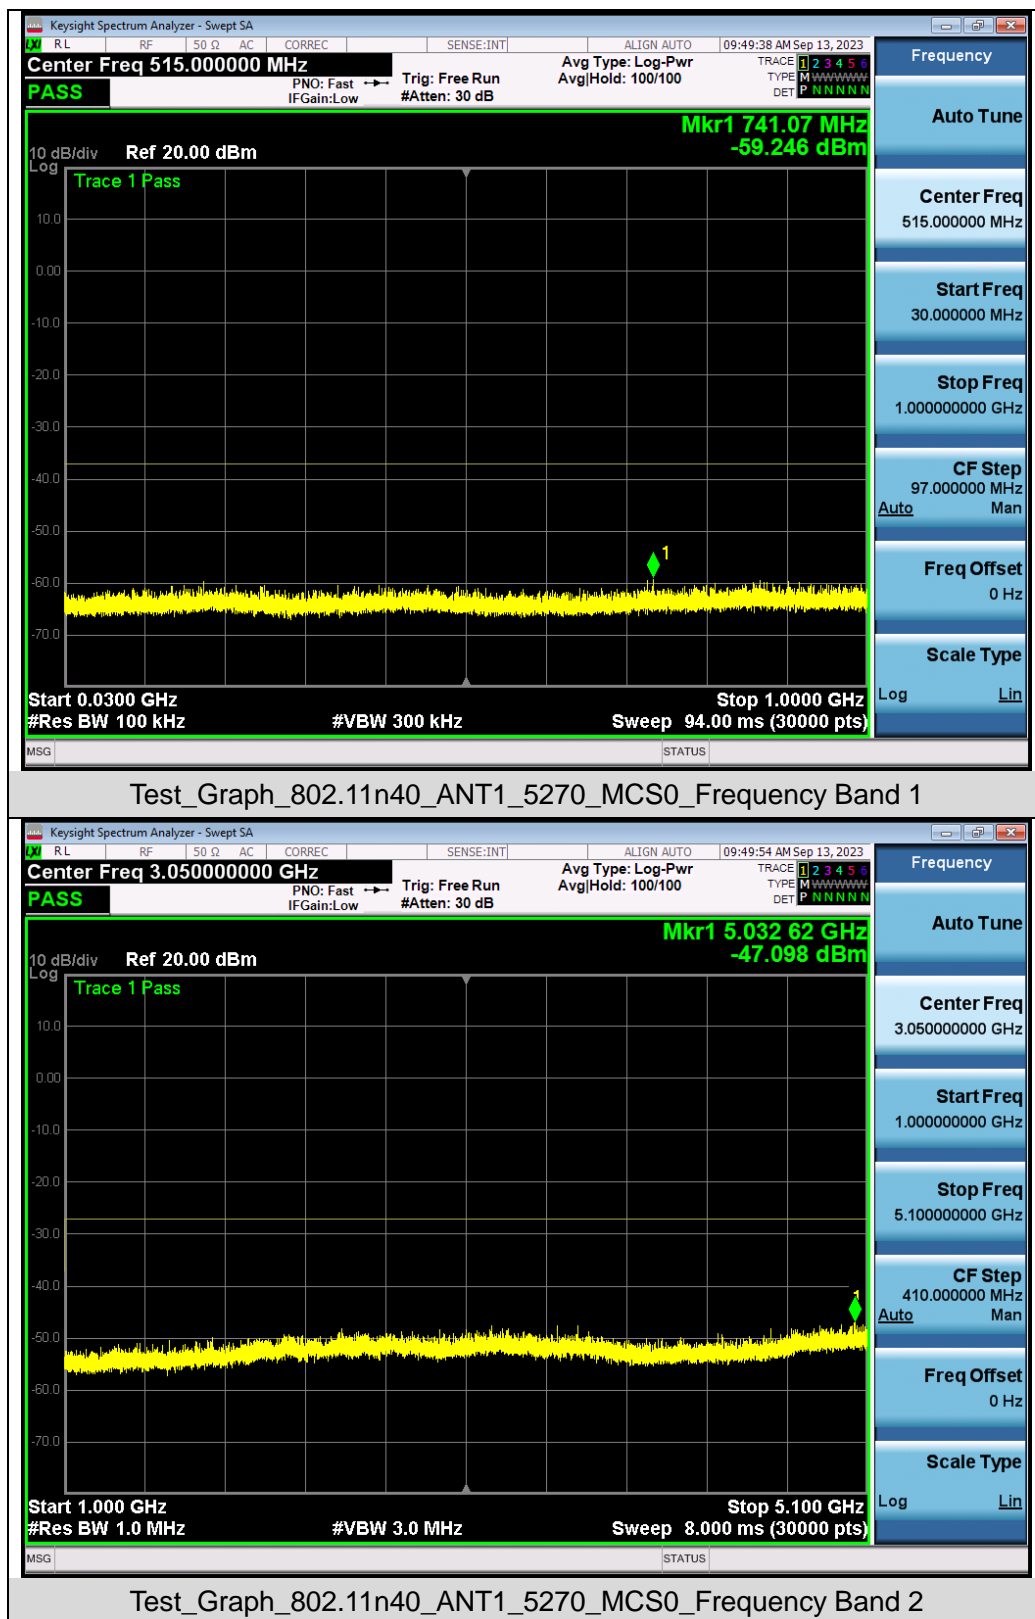 Keysight Spectrum Analyzer - Swept SA
LXI RL RF 50 Ω AC CORREC SENSE:INT ALIGN AUTO 09:49:38 AM Sep 13, 2023
Center Freq 515.000000 MHz
PASS
PNO: Fast
IFGain:Low
Trig: Free Run
#Atten: 30 dB
Avg Type: Log-Pwr
Avg|Hold: 100/100
TRACE 1 2 3 4 5 6
TYPE M WWWWW
DET P N N N N N
Mkr1 741.07 MHz
-59.246 dBm
10 dB/div Ref 20.00 dBm
Log
Trace 1 Pass
10.0
0.00
-10.0
-20.0
-30.0
-40.0
-50.0
-60.0
-70.0
1
Start 0.0300 GHz Stop 1.0000 GHz
#Res BW 100 kHz #VBW 300 kHz Sweep 94.00 ms (30000 pts)
MSG STATUS
Frequency
Auto Tune
Center Freq
515.000000 MHz
Start Freq
30.000000 MHz
Stop Freq
1.000000000 GHz
CF Step
97.000000 MHz
Auto Man
Freq Offset
0 Hz
Scale Type
Log Lin
Test_Graph_802.11n40_ANT1_5270_MCS0_Frequency Band 1
Keysight Spectrum Analyzer - Swept SA
LXI RL RF 50 Ω AC CORREC SENSE:INT ALIGN AUTO 09:49:54 AM Sep 13, 2023
Center Freq 3.050000000 GHz
PASS
PNO: Fast
IFGain:Low
Trig: Free Run
#Atten: 30 dB
Avg Type: Log-Pwr
Avg|Hold: 100/100
TRACE 1 2 3 4 5 6
TYPE M WWWWW
DET P N N N N N
Mkr1 5.032 62 GHz
-47.098 dBm
10 dB/div Ref 20.00 dBm
Log
Trace 1 Pass
10.0
0.00
-10.0
-20.0
-30.0
-40.0
-50.0
-60.0
-70.0
1
Start 1.000 GHz Stop 5.100 GHz
#Res BW 1.0 MHz #VBW 3.0 MHz Sweep 8.000 ms (30000 pts)
MSG STATUS
Frequency
Auto Tune
Center Freq
3.050000000 GHz
Start Freq
1.000000000 GHz
Stop Freq
5.100000000 GHz
CF Step
410.000000 MHz
Auto Man
Freq Offset
0 Hz
Scale Type
Log Lin
Test_Graph_802.11n40_ANT1_5270_MCS0_Frequency Band 2